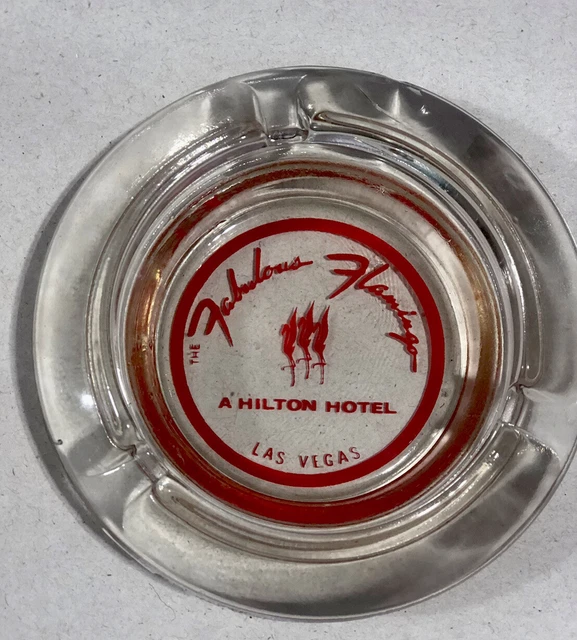 THE Fabulous Flamingo
A HILTON HOTEL
LAS VEGAS